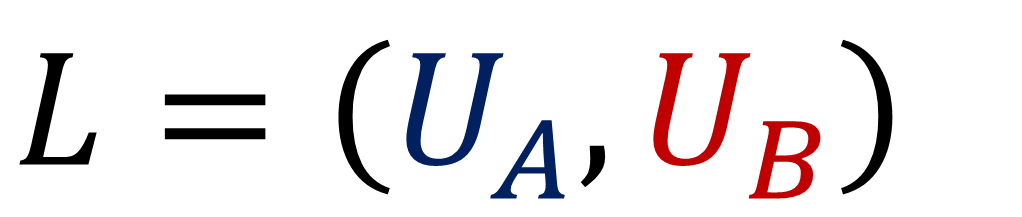 L = (U_A, U_B)